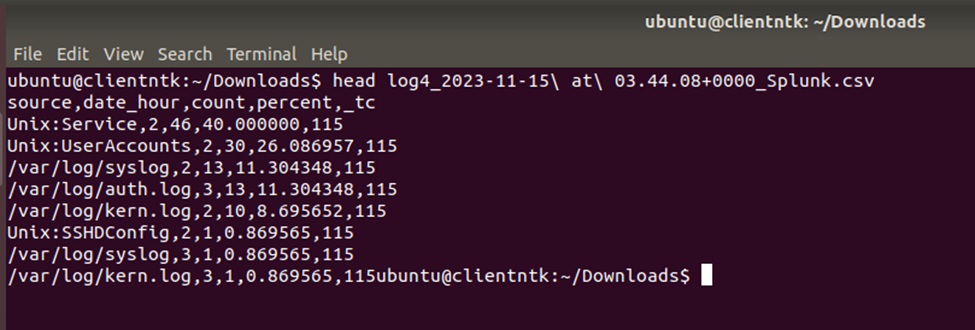 ubuntu@clientntk: ~/Downloads
File Edit View Search Terminal Help
ubuntu@clientntk:~/Downloads$ head log4_2023-11-15\ at\ 03.44.08+0000_Splunk.csv
source,date_hour,count,percent,_tc
Unix:Service,2,46,40.000000,115
Unix:UserAccounts,2,30,26.086957,115
/var/log/syslog,2,13,11.304348,115
/var/log/auth.log,3,13,11.304348,115
/var/log/kern.log,2,10,8.695652,115
Unix:SSHDConfig,2,1,0.869565,115
/var/log/syslog,3,1,0.869565,115
/var/log/kern.log,3,1,0.869565,115ubuntu@clientntk:~/Downloads$